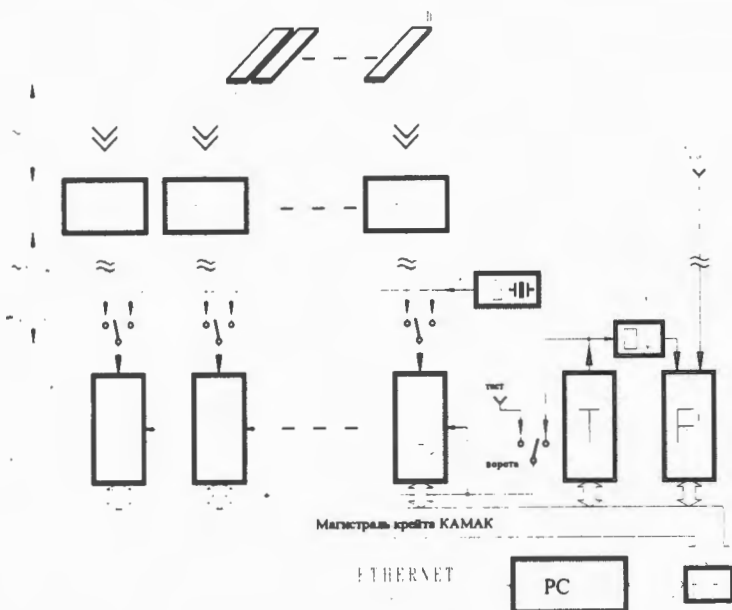 тест
T
F
ворота
Магистраль крейта КАМАК
ETHERNET
PC